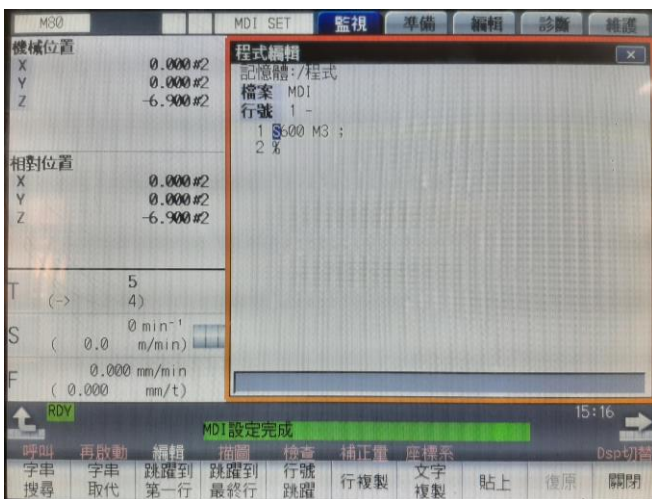 M80 MDI SET 監視 準備 編輯 診斷 維護
機械位置
X 0.000#2
Y 0.000#2
Z -6.900#2
相對位置
X 0.000#2
Y 0.000#2
Z -6.900#2
T 5
(-> 4)
S 0 min⁻¹
( 0.0 m/min)
F 0.000 mm/min
( 0.000 mm/t)
程式編輯 ×
記憶體:/程式
檔案 MDI
行號 1 -
1 S600 M3 ;
2 %
RDY 15:16
MDI設定完成
呼叫 再啟動 編輯 描圖 檢查 補正量 座標系 Dsp切替
字串搜尋 字串取代 跳躍到第一行 跳躍到最終行 行號跳躍 行複製 文字複製 貼上 復原 關閉